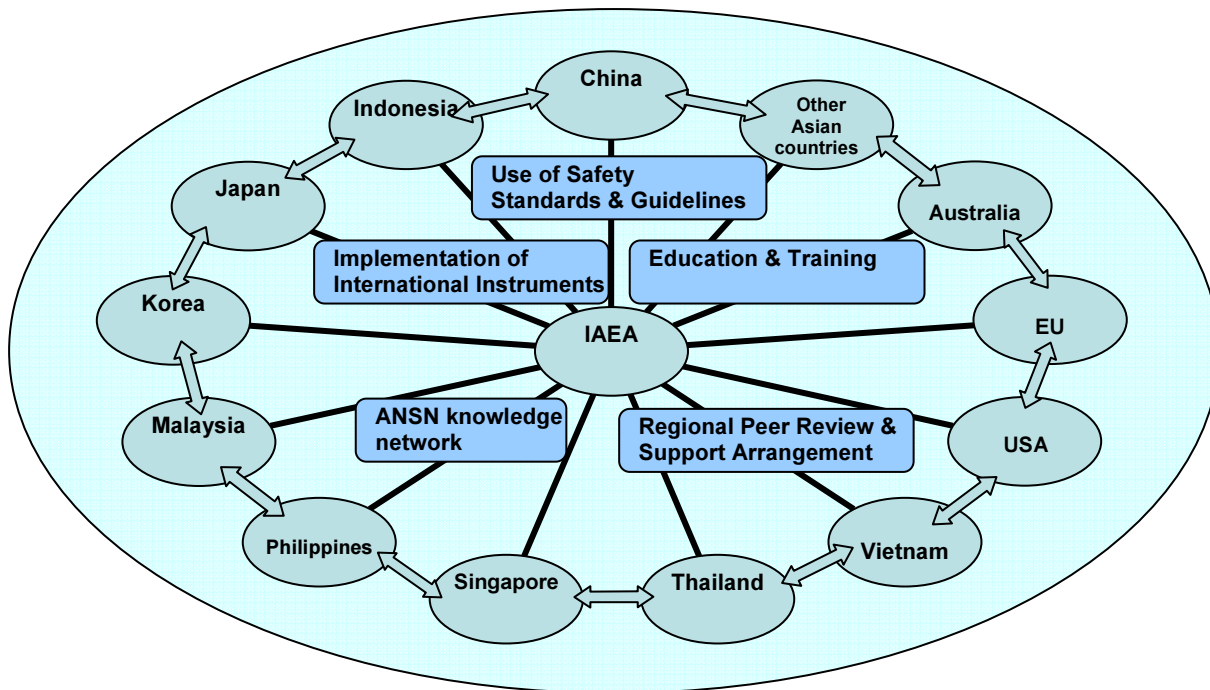 China
Indonesia
Other
Asian
countries
Japan
Use of Safety
Standards & Guidelines
Australia
Implementation of
International Instruments
Education & Training
Korea
IAEA
EU
Malaysia
ANSN knowledge
network
Regional Peer Review &
Support Arrangement
USA
Philippines
Singapore
Thailand
Vietnam